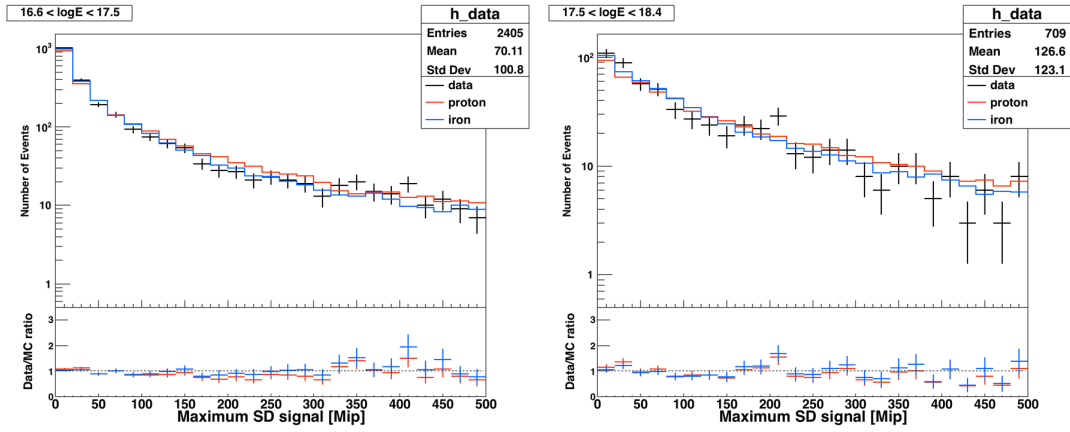 16.6 < logE < 17.5
h_data
Entries 2405
Mean 70.11
Std Dev 100.8
data
proton
iron
Number of Events
10³
10²
10
1
Data/MC ratio
3
2
1
0
0 50 100 150 200 250 300 350 400 450 500
Maximum SD signal [Mip]
17.5 < logE < 18.4
h_data
Entries 709
Mean 126.6
Std Dev 123.1
data
proton
iron
Number of Events
10²
10
1
Data/MC ratio
3
2
1
0
0 50 100 150 200 250 300 350 400 450 500
Maximum SD signal [Mip]